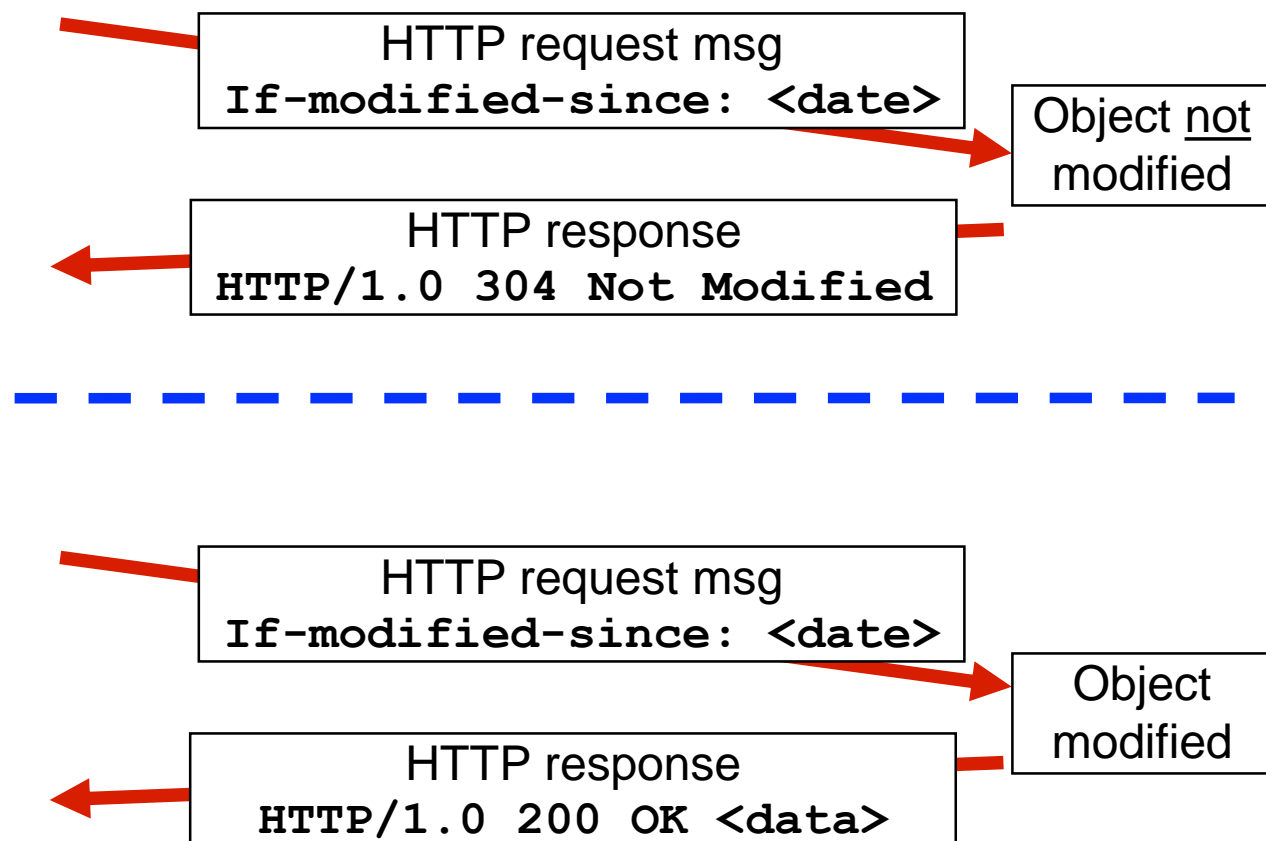 HTTP request msg
If-modified-since: <date>
Object not
modified
HTTP response
HTTP/1.0 304 Not Modified
HTTP request msg
If-modified-since: <date>
Object
modified
HTTP response
HTTP/1.0 200 OK <data>